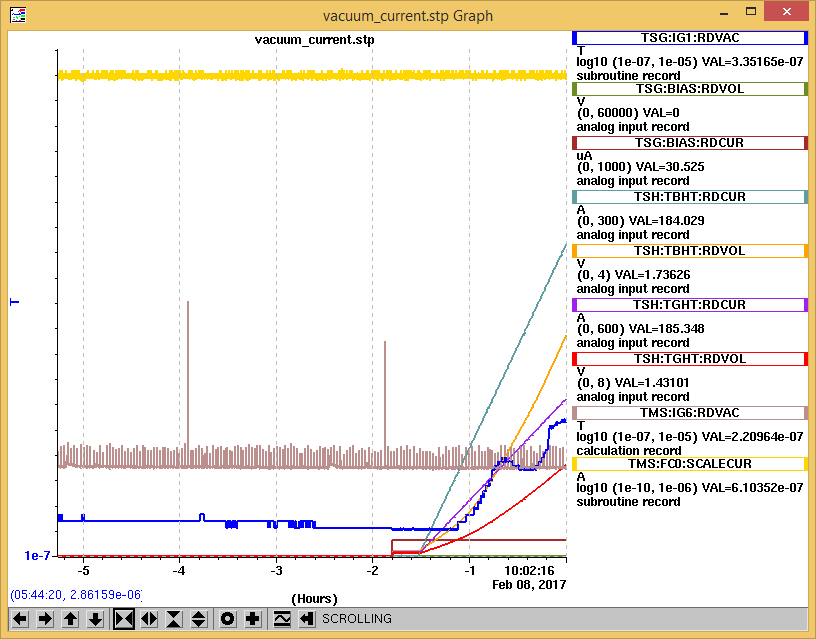 vacuum_current.stp Graph
vacuum_current.stp
T
1e-7
-5
-4
-3
-2
-1
10:02:16
Feb 08, 2017
(Hours)
(05:44:20, 2.86159e-06)
TSG:IG1:RDVAC
T
log10 (1e-07, 1e-05) VAL=3.35165e-07
subroutine record
TSG:BIAS:RDVOL
V
(0, 60000) VAL=0
analog input record
TSG:BIAS:RDCUR
uA
(0, 1000) VAL=30.525
analog input record
TSH:TBHT:RDCUR
A
(0, 300) VAL=184.029
analog input record
TSH:TBHT:RDVOL
V
(0, 4) VAL=1.73626
analog input record
TSH:TGHT:RDCUR
A
(0, 600) VAL=185.348
analog input record
TSH:TGHT:RDVOL
V
(0, 8) VAL=1.43101
analog input record
TMS:IG6:RDVAC
T
log10 (1e-07, 1e-05) VAL=2.20964e-07
calculation record
TMS:FC0:SCALECUR
A
log10 (1e-10, 1e-06) VAL=6.10352e-07
subroutine record
SCROLLING